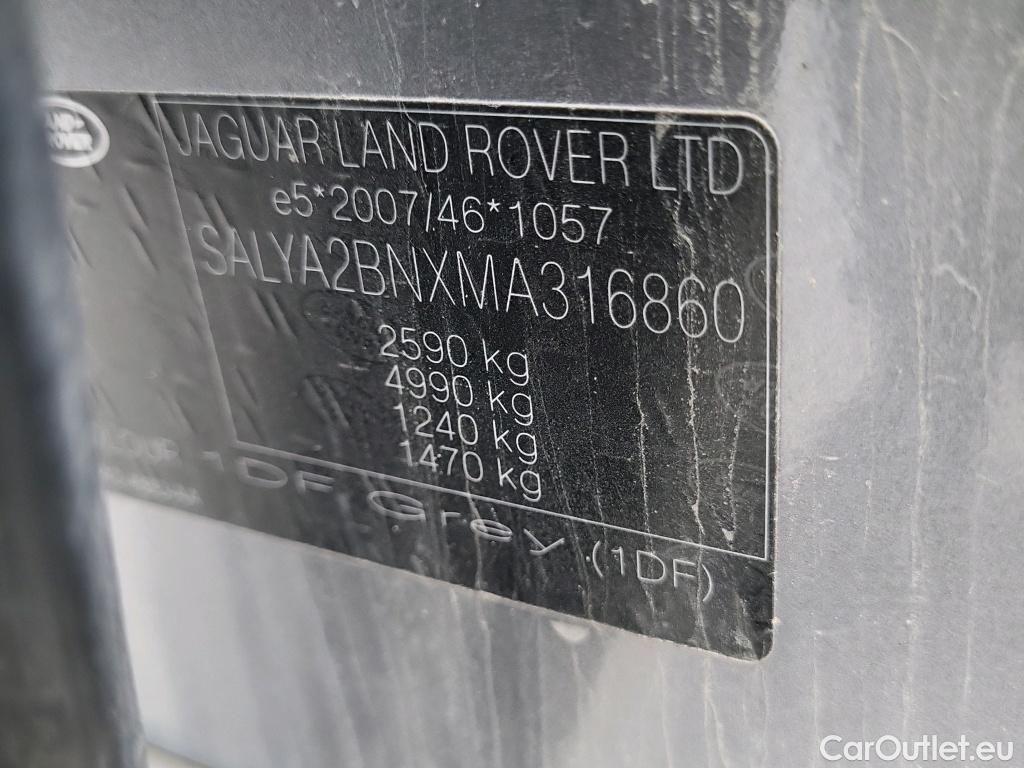 JAGUAR LAND ROVER LTD
e5*2007/46*1057
SALYA2BNXMA316860
2590 kg
4990 kg
1240 kg
1470 kg
1DF Grey (1DF)
CarOutlet.eu